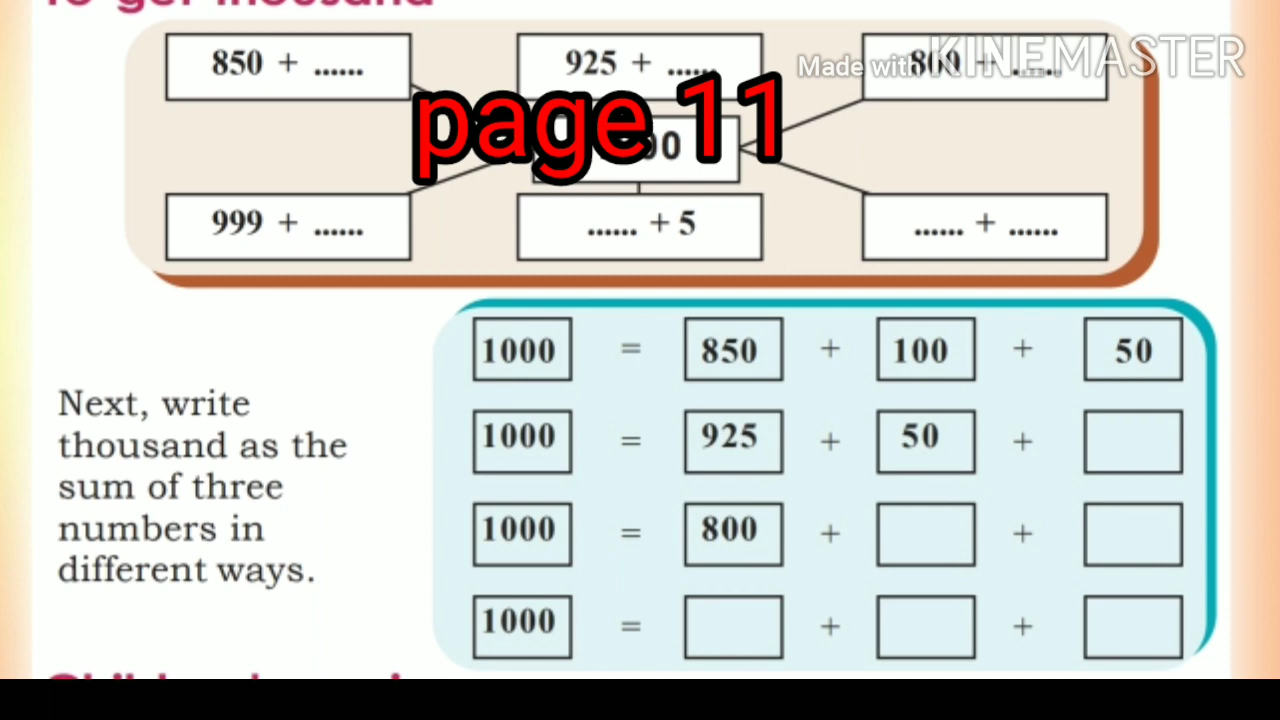 850 + ......
925 + ......
800 + ......
Made with KINEMASTER
page 11
999 + ......
...... + 5
...... + ......
1000 = 850 + 100 + 50
1000 = 925 + 50 +
1000 = 800 + +
1000 = + +
Next, write
thousand as the
sum of three
numbers in
different ways.